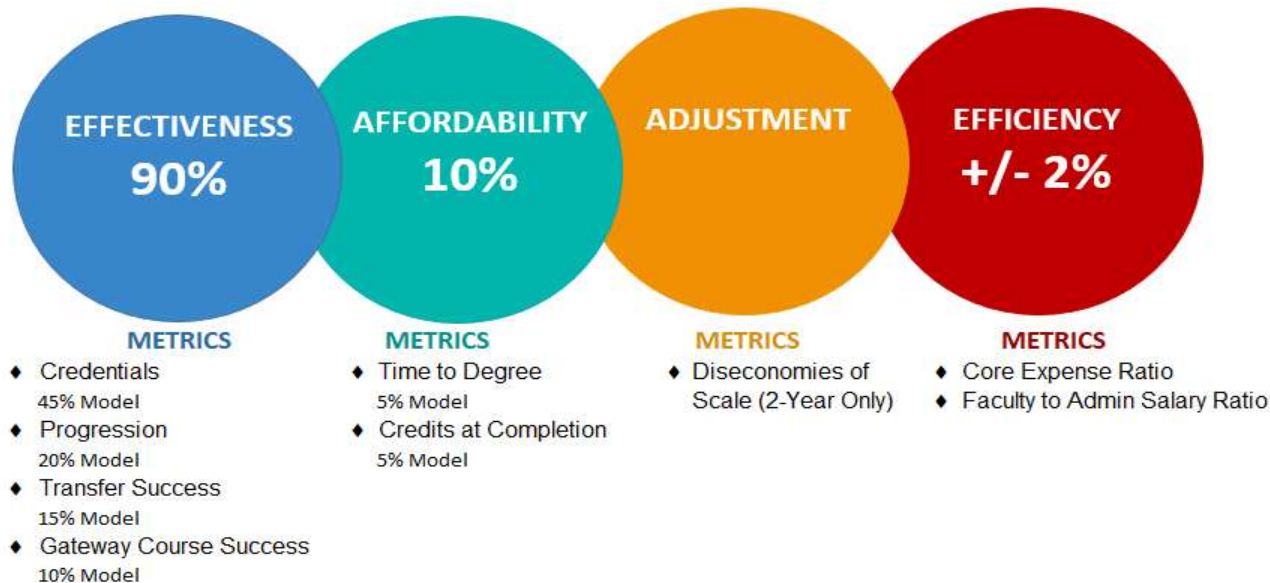 EFFECTIVENESS
90%
AFFORDABILITY
10%
ADJUSTMENT
EFFICIENCY
+/- 2%
METRICS
♦ Credentials
45% Model
♦ Progression
20% Model
♦ Transfer Success
15% Model
♦ Gateway Course Success
10% Model
METRICS
♦ Time to Degree
5% Model
♦ Credits at Completion
5% Model
METRICS
♦ Diseconomies of
Scale (2-Year Only)
METRICS
♦ Core Expense Ratio
♦ Faculty to Admin Salary Ratio